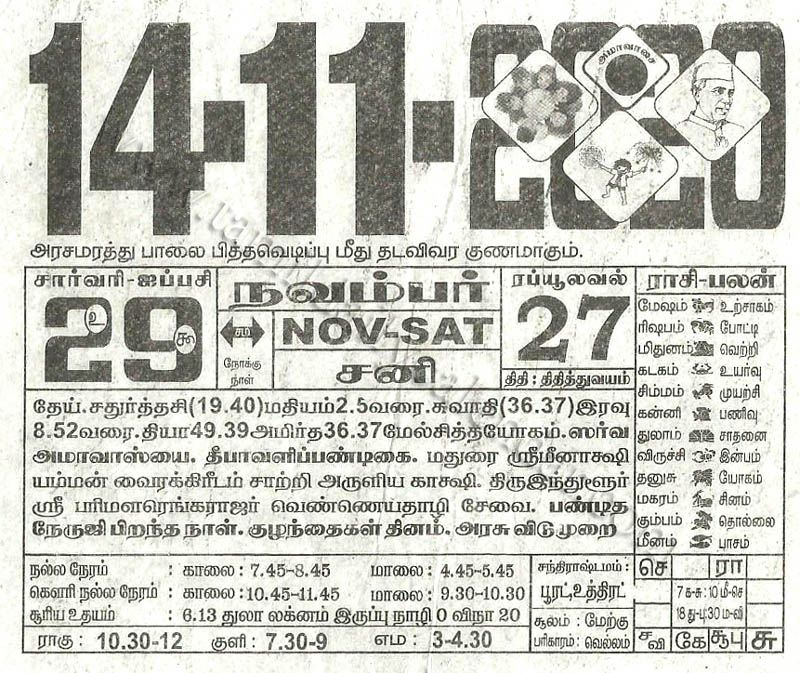 14-11-2020
அமாவாசை
அரசமரத்து பாலை பித்தவெடிப்பு மீது தடவிவர குணமாகும்.
சார்வரி-ஐப்பசி
29
உ
கூ
நவம்பர்
சம
நோக்கு
நாள்
NOV-SAT
சனி
ரப்யூலவல்
27
திதி : திதித்துவயம்
தேய். சதுர்த்தசி (19.40) மதியம் 2.5வரை. சுவாதி (36.37) இரவு
8.52வரை. தியா49.39 அமிர்த36.37மேல்சித்தயோகம். ஸர்வ
அமாவாஸ்யை. தீபாவளிப்பண்டிகை. மதுரை ஸ்ரீமீனாக்ஷி
யம்மன் வைரக்கிரீடம் சாற்றி அருளிய காக்ஷி. திருஇந்துளூர்
ஸ்ரீ பரிமளரெங்கராஜர் வெண்ணெய்தாழி சேவை. பண்டித
நேருஜி பிறந்த நாள். குழந்தைகள் தினம். அரசு விடுமுறை
ராசி-பலன்
மேஷம் உற்சாகம்
ரிஷபம் போட்டி
மிதுனம் வெற்றி
கடகம் உயர்வு
சிம்மம் முயற்சி
கன்னி பணிவு
துலாம் சாதனை
விருச்சி இன்பம்
தனுசு யோகம்
மகரம் சினம்
கும்பம் தொல்லை
மீனம் பாசம்
நல்ல நேரம் : காலை : 7.45-8.45 மாலை : 4.45-5.45
கௌரி நல்ல நேரம் : காலை : 10.45-11.45 மாலை : 9.30-10.30
சூரிய உதயம் : 6.13 துலா லக்னம் இருப்பு நாழி 0 விநா 20
ராகு : 10.30-12 குளி : 7.30-9 எம : 3-4.30
சந்திராஷ்டமம் :
பூரட்,உத்திரட்
சூலம் : மேற்கு
பரிகாரம் : வெல்லம்
செ ரா
7 க-சு : 10 மீ-செ
18 து-பு:30 ம-வி
ச வி கே சூபு சு